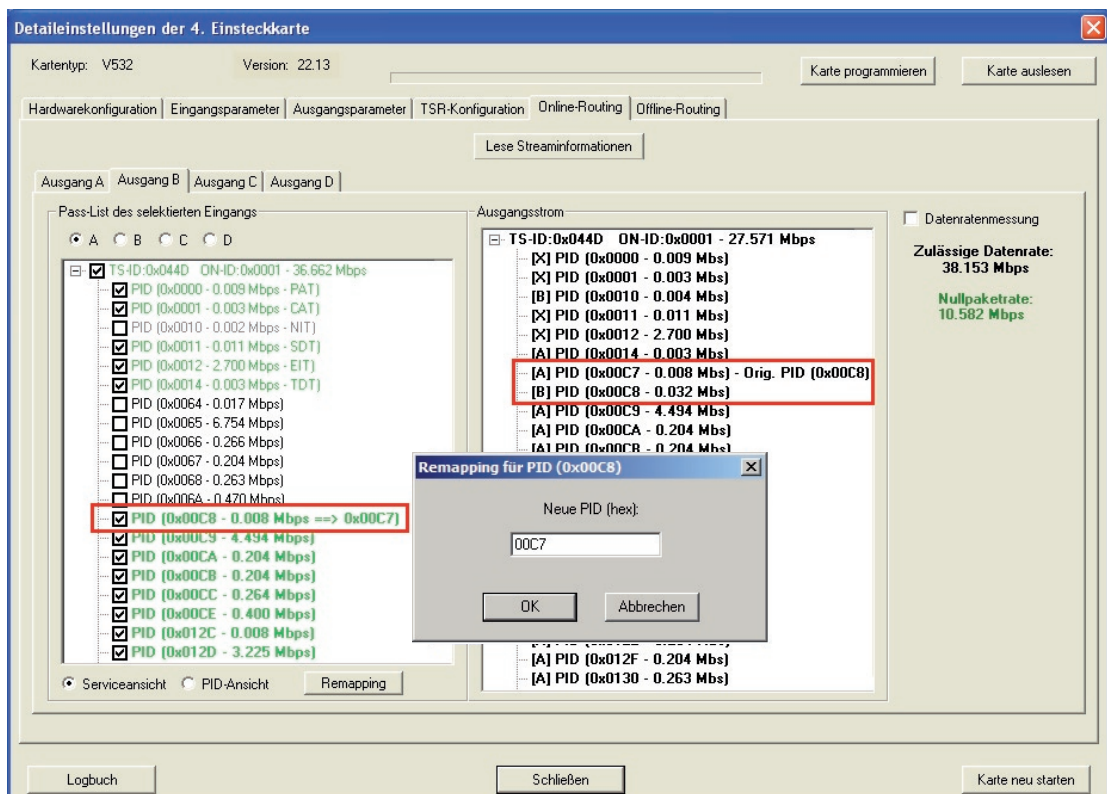 Detaileinstellungen der 4. Einsteckkarte
Kartentyp: V532
Version: 22.13
Karte programmieren
Karte auslesen
Hardwarekonfiguration
Eingangsparameter
Ausgangsparameter
TSR-Konfiguration
Online-Routing
Offline-Routing
Lese Streaminformationen
Ausgang A
Ausgang B
Ausgang C
Ausgang D
Pass-List des selektierten Eingangs
A B C D
TS-ID:0x044D ON-ID:0x0001 - 36.662 Mbps
PID (0x0000 - 0.009 Mbps - PAT)
PID (0x0001 - 0.003 Mbps - CAT)
PID (0x0010 - 0.002 Mbps - NIT)
PID (0x0011 - 0.011 Mbps - SDT)
PID (0x0012 - 2.700 Mbps - EIT)
PID (0x0014 - 0.003 Mbps - TDT)
PID (0x0064 - 0.017 Mbps)
PID (0x0065 - 6.754 Mbps)
PID (0x0066 - 0.266 Mbps)
PID (0x0067 - 0.204 Mbps)
PID (0x0068 - 0.263 Mbps)
PID (0x006A - 0.470 Mbps)
PID (0x00C8 - 0.008 Mbps ==> 0x00C7)
PID (0x00C9 - 4.494 Mbps)
PID (0x00CA - 0.204 Mbps)
PID (0x00CB - 0.204 Mbps)
PID (0x00CC - 0.264 Mbps)
PID (0x00CE - 0.400 Mbps)
PID (0x012C - 0.008 Mbps)
PID (0x012D - 3.225 Mbps)
Serviceansicht
PID-Ansicht
Remapping
Ausgangsstrom
TS-ID:0x044D ON-ID:0x0001 - 27.571 Mbps
[X] PID (0x0000 - 0.009 Mbs)
[X] PID (0x0001 - 0.003 Mbs)
[B] PID (0x0010 - 0.004 Mbs)
[X] PID (0x0011 - 0.011 Mbs)
[X] PID (0x0012 - 2.700 Mbs)
[A] PID (0x0014 - 0.003 Mbs)
[A] PID (0x00C7 - 0.008 Mbs) - Orig. PID (0x00C8)
[B] PID (0x00C8 - 0.032 Mbs)
[A] PID (0x00C9 - 4.494 Mbs)
[A] PID (0x00CA - 0.204 Mbs)
[A] PID (0x00CB - 0.204 Mbs)
[A] PID (0x012F - 0.204 Mbs)
[A] PID (0x0130 - 0.263 Mbs)
Datenratenmessung
Zulässige Datenrate:
38.153 Mbps
Nullpaketrate:
10.582 Mbps
Remapping für PID (0x00C8)
Neue PID (hex):
00C7
OK
Abbrechen
Logbuch
Schließen
Karte neu starten